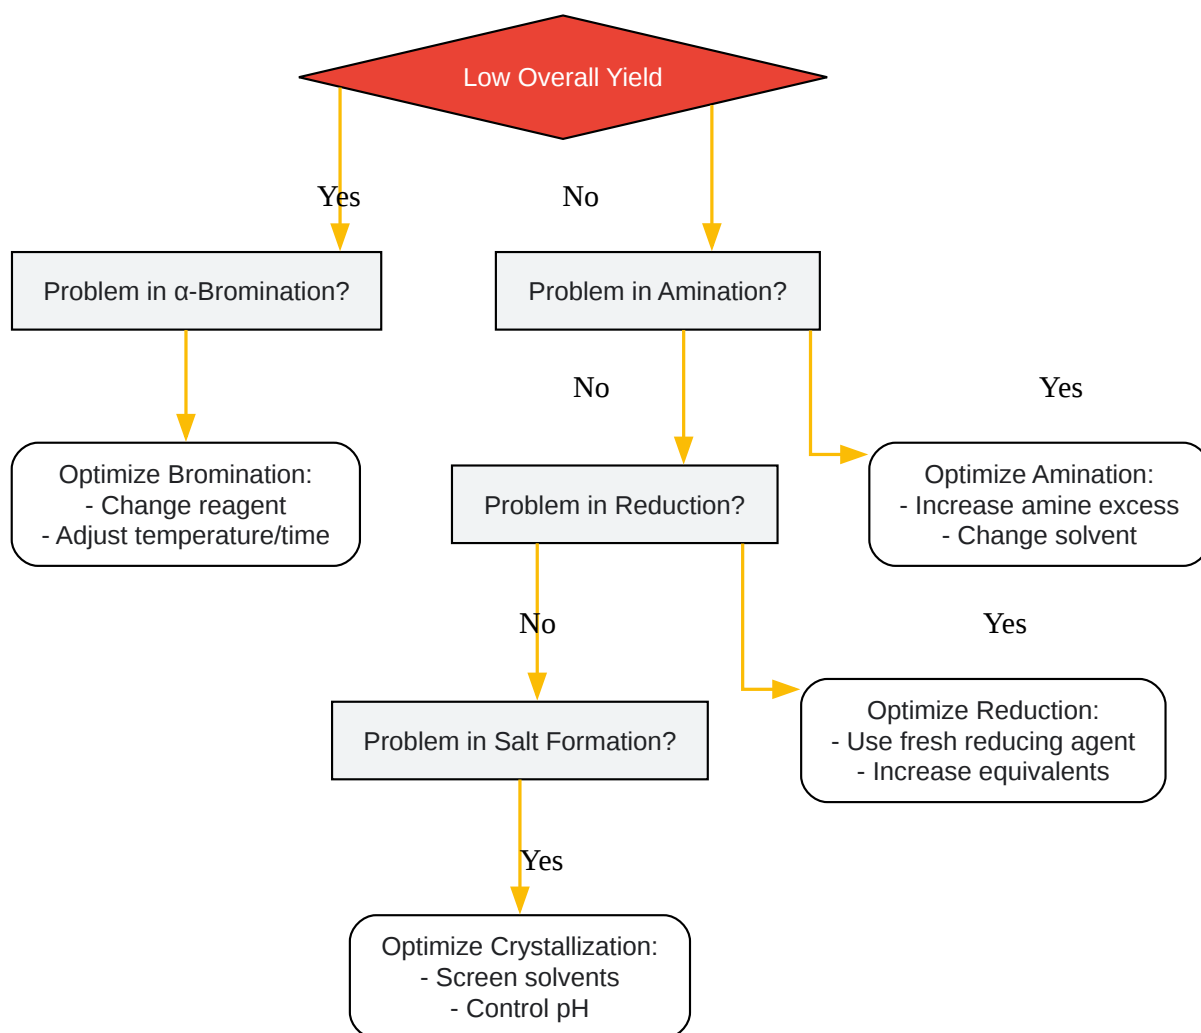 Low Overall Yield
Yes
No
Problem in α-Bromination?
Problem in Amination?
No
Yes
Optimize Bromination:
- Change reagent
- Adjust temperature/time
Problem in Reduction?
Optimize Amination:
- Increase amine excess
- Change solvent
No
Yes
Problem in Salt Formation?
Optimize Reduction:
- Use fresh reducing agent
- Increase equivalents
Yes
Optimize Crystallization:
- Screen solvents
- Control pH